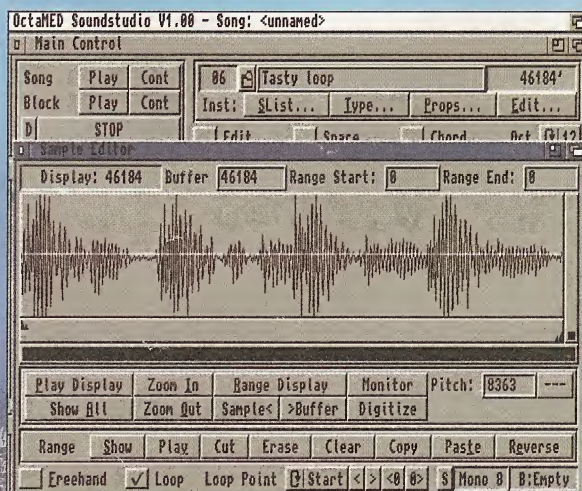 OctaMED Soundstudio V1.00 - Song: <unnamed>
Main Control
Song Play Cont
Block Play Cont
D STOP
06 Tasty loop 46184'
Inst: SList... Type... Props... Edit...
Edit Space Chord Oct
Sample Editor
Display: 46184 Buffer 46184 Range Start: 0 Range End: 0
Play Display Zoom In Range Display Monitor Pitch: 8363 ---
Show All Zoom Out Sample< >Buffer Digitize
Range Show Play Cut Erase Clear Copy Paste Reverse
Freehand Loop Loop Point Start < > <0 0> S Mono 8 B:Empty